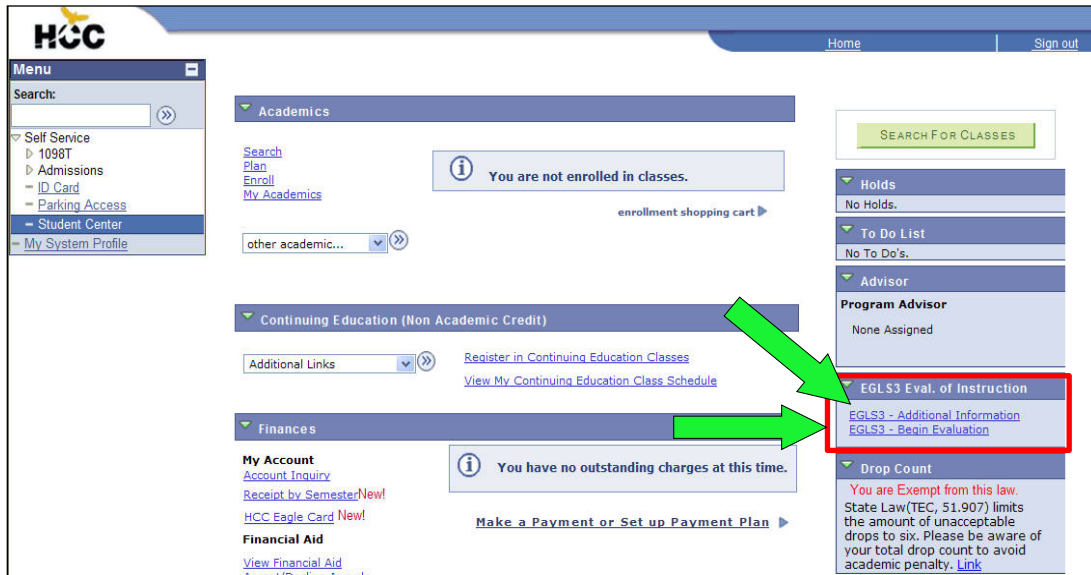 HCC
Home
Sign out
Menu
Search:
Self Service
1098T
Admissions
ID Card
Parking Access
Student Center
My System Profile
Academics
Search
Plan
Enroll
My Academics
You are not enrolled in classes.
enrollment shopping cart
other academic...
Continuing Education (Non Academic Credit)
Additional Links
Register in Continuing Education Classes
View My Continuing Education Class Schedule
Finances
My Account
Account Inquiry
Receipt by Semester New!
HCC Eagle Card New!
Financial Aid
View Financial Aid
You have no outstanding charges at this time.
Make a Payment or Set up Payment Plan
SEARCH FOR CLASSES
Holds
No Holds.
To Do List
No To Do's.
Advisor
Program Advisor
None Assigned
EGLS3 Eval. of Instruction
EGLS3 - Additional Information
EGLS3 - Begin Evaluation
Drop Count
You are Exempt from this law.
State Law(TEC, 51.907) limits
the amount of unacceptable
drops to six. Please be aware of
your total drop count to avoid
academic penalty. Link